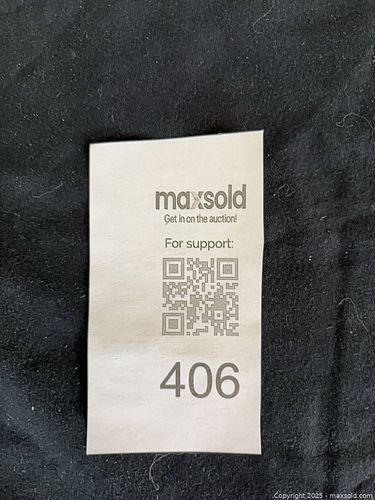 maxsold
Get in on the auction!
For support:
406
Copyright 2025 - maxsold.com